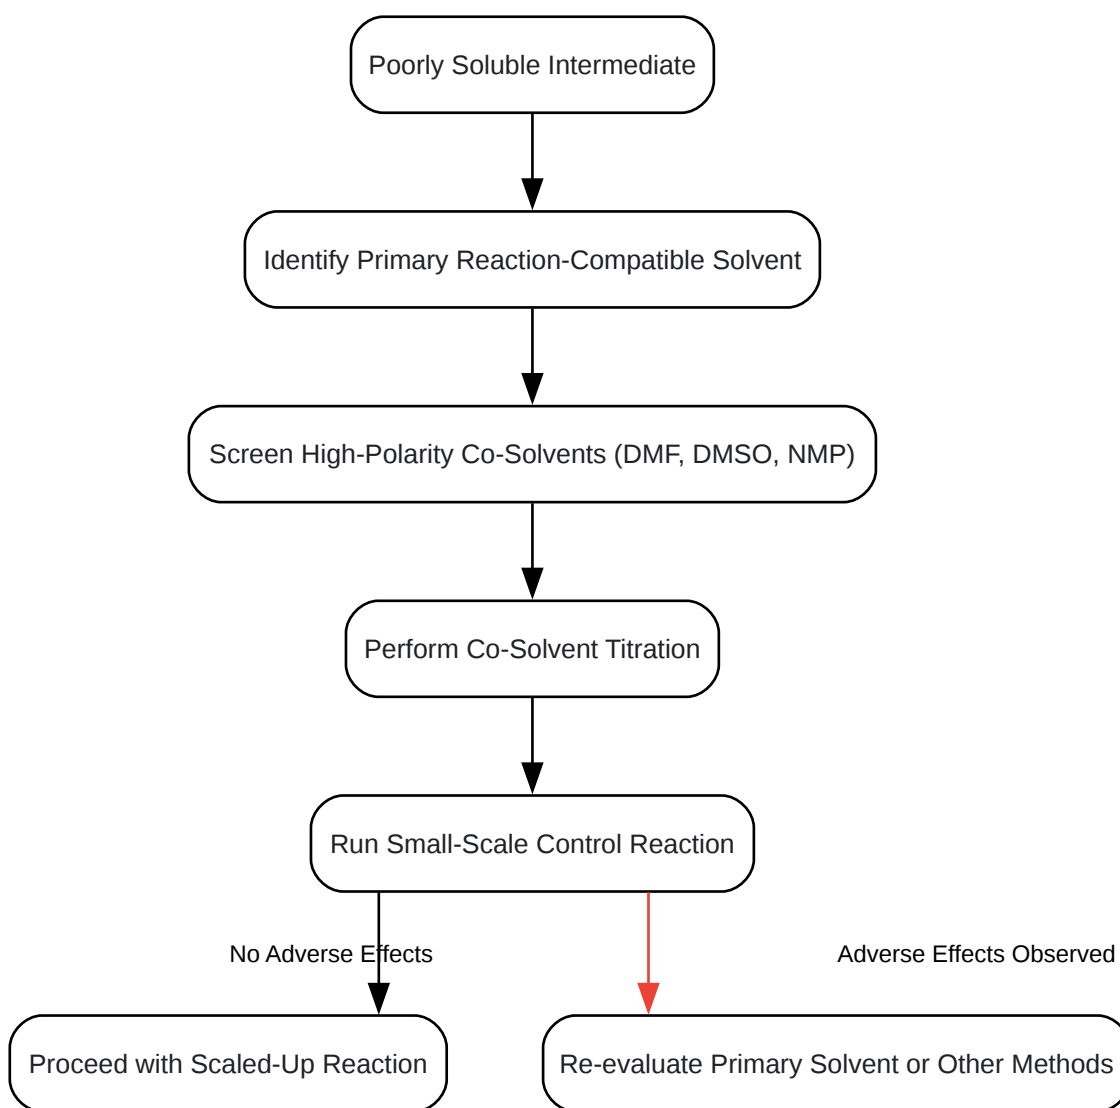 Poorly Soluble Intermediate
Identify Primary Reaction-Compatible Solvent
Screen High-Polarity Co-Solvents (DMF, DMSO, NMP)
Perform Co-Solvent Titration
Run Small-Scale Control Reaction
No Adverse Effects
Adverse Effects Observed
Proceed with Scaled-Up Reaction
Re-evaluate Primary Solvent or Other Methods